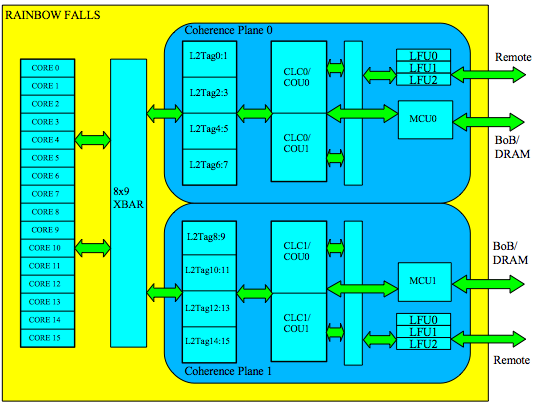 RAINBOW FALLS
CORE 0
CORE 1
CORE 2
CORE 3
CORE 4
CORE 5
CORE 6
CORE 7
CORE 8
CORE 9
CORE 10
CORE 11
CORE 12
CORE 13
CORE 14
CORE 15
8x9
XBAR
Coherence Plane 0
L2Tag0:1
L2Tag2:3
L2Tag4:5
L2Tag6:7
CLC0/
COU0
CLC0/
COU1
LFU0
LFU1
LFU2
MCU0
Remote
BoB/
DRAM
L2Tag8:9
L2Tag10:11
L2Tag12:13
L2Tag14:15
CLC1/
COU0
CLC1/
COU1
MCU1
LFU0
LFU1
LFU2
BoB/
DRAM
Remote
Coherence Plane 1